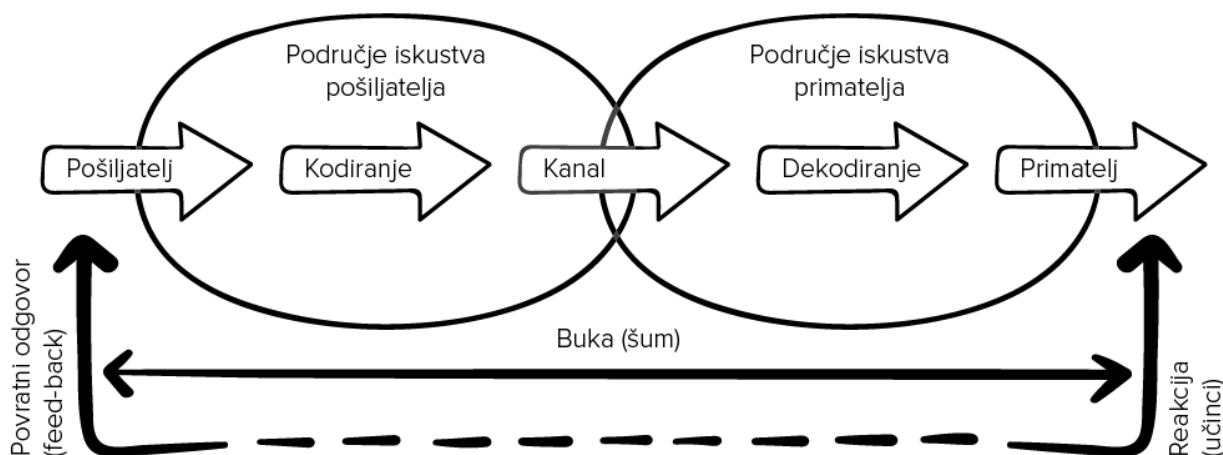 Područje iskustva
pošiljatelja
Područje iskustva
primatelja
Pošiljatelj
Kodiranje
Kanal
Dekodiranje
Primatelj
Buka (šum)
Povratni odgovor
(feed-back)
Reakcija
(učinci)